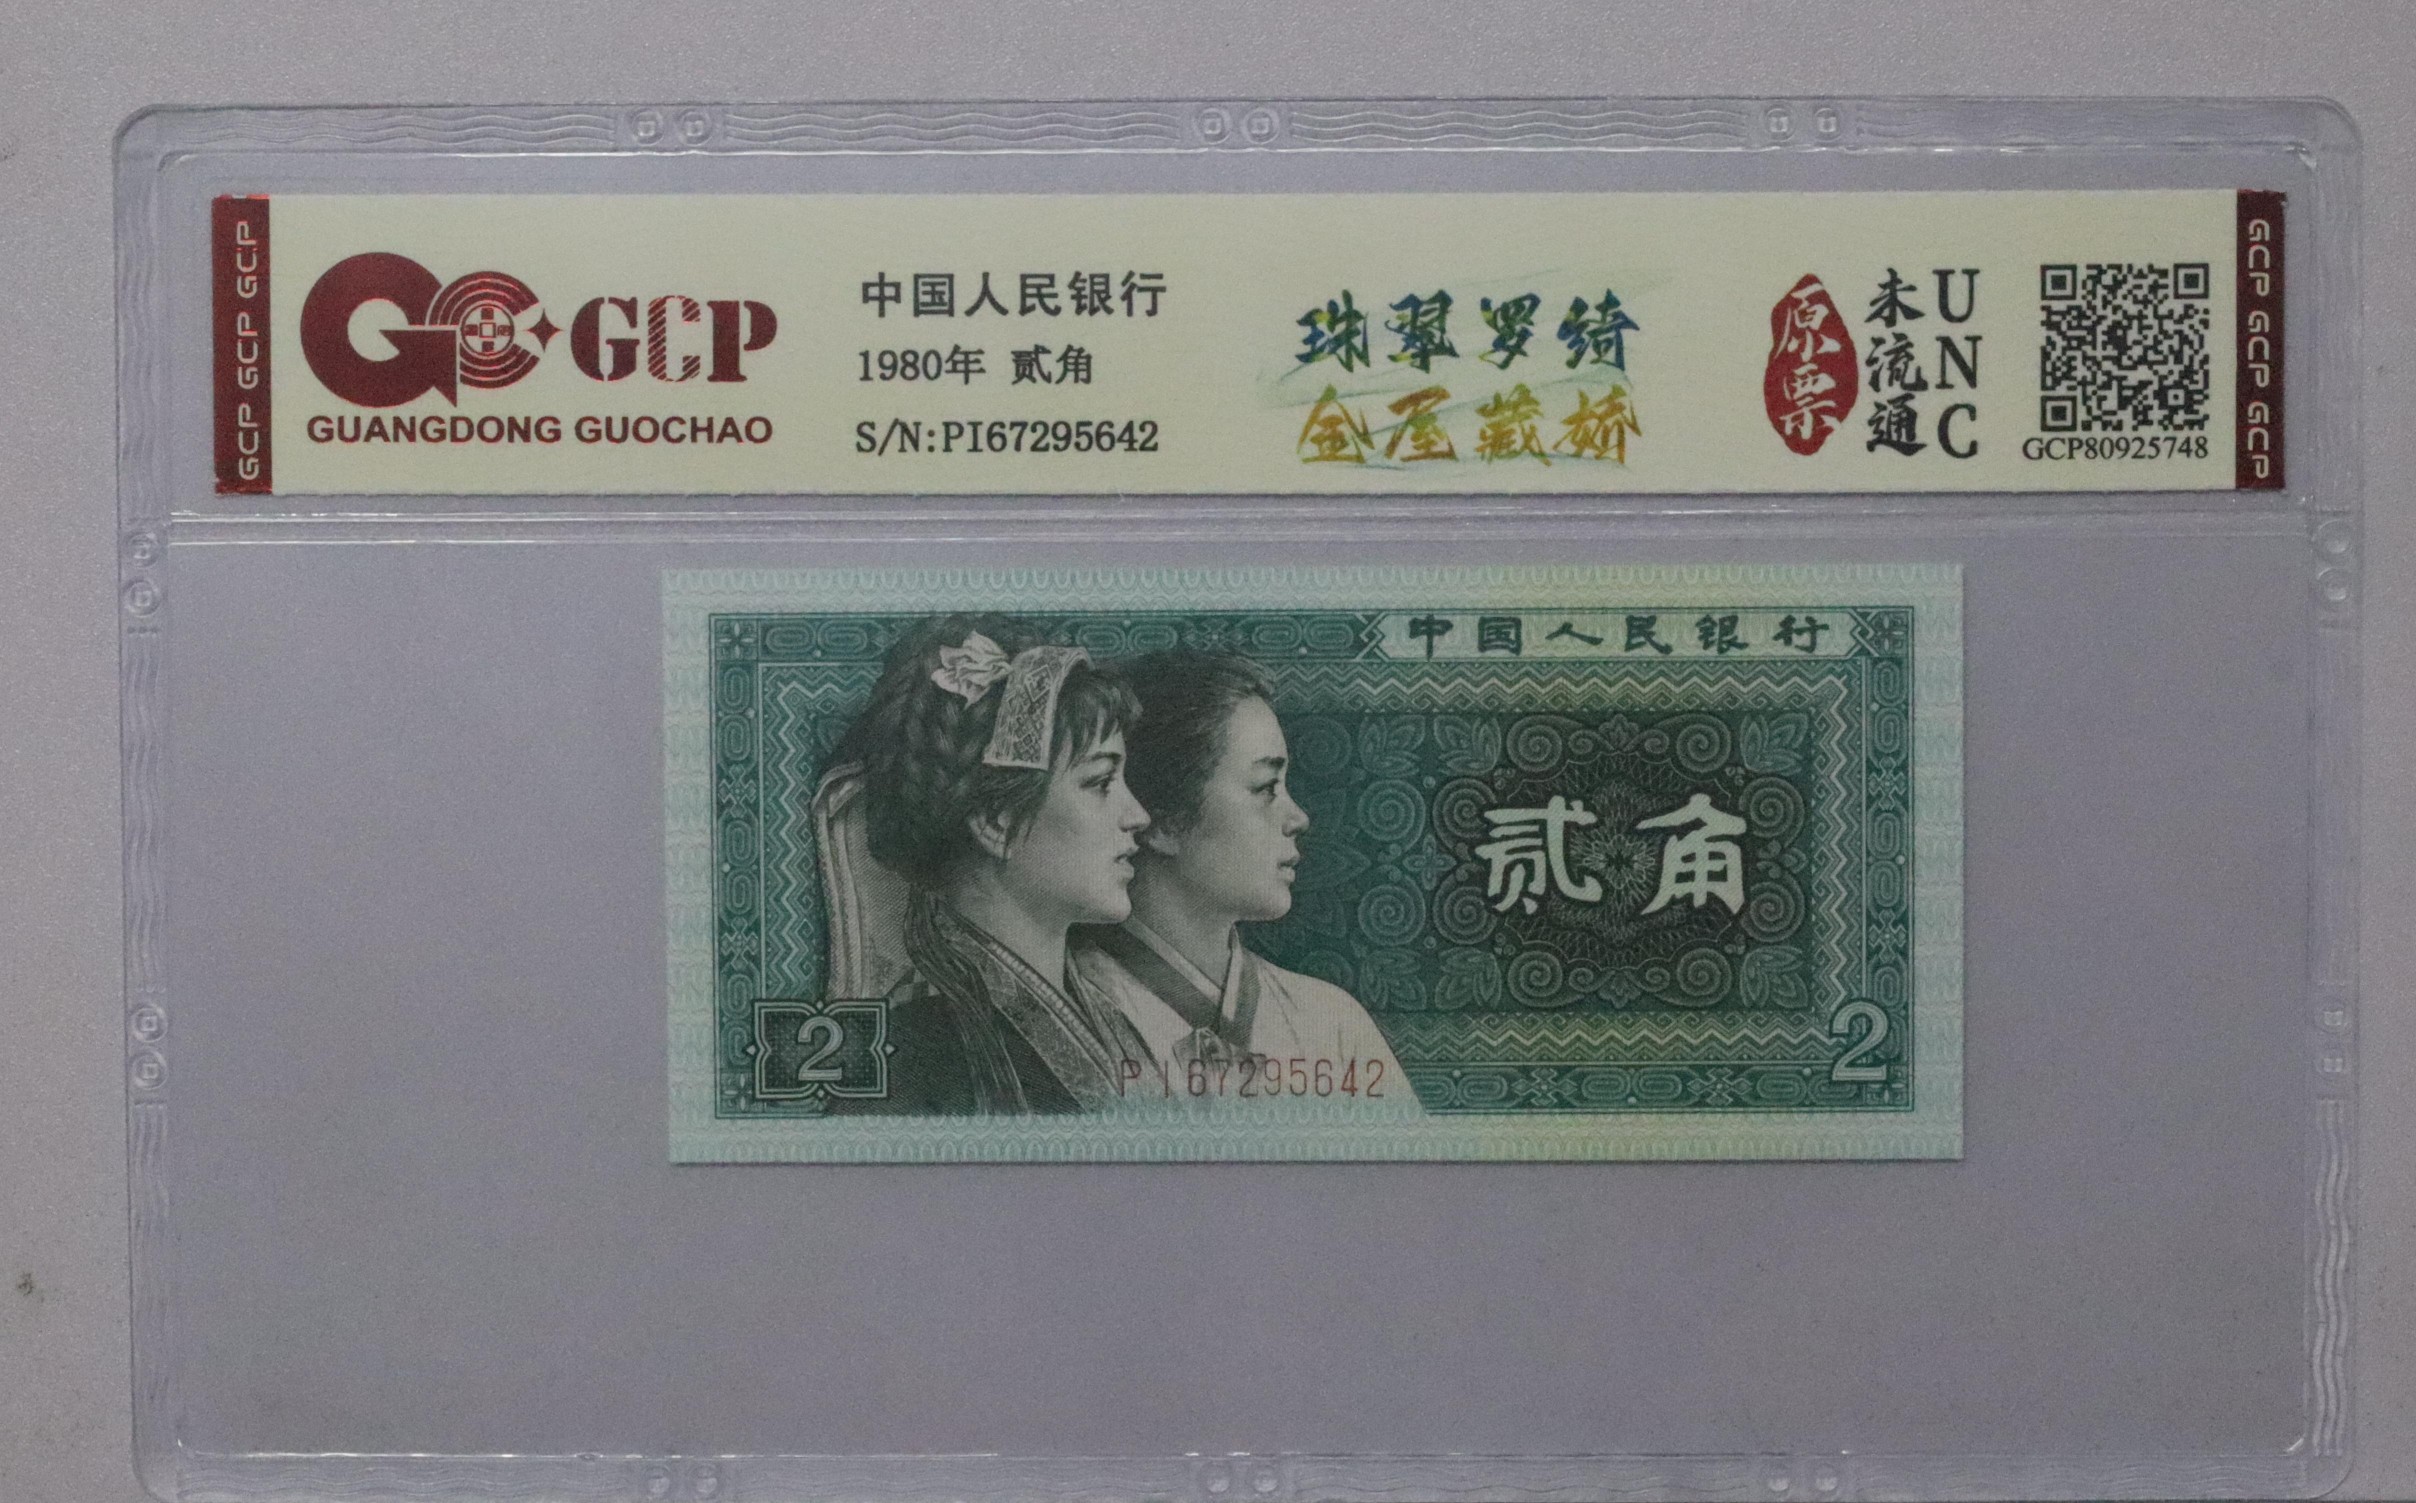 GCP GCP GCP
GC GCP
GUANGDONG GUOCHAO
中国人民银行
1980年 贰角
S/N:PI67295642
珠翠罗绮
金屋藏娇
原票
未流通
UNC
GCP80925748
GCP GCP GCP
中国人民银行
贰角
2
2
PI67295642